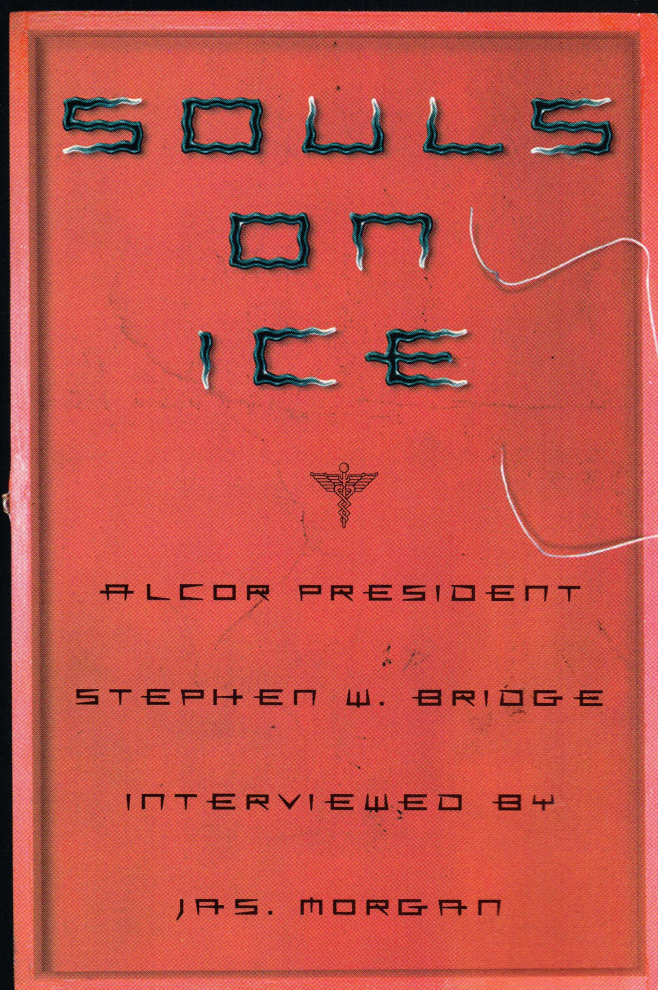 SOULS
ON
ICE
ALCOR PRESIDENT
STEPHEN W. BRIDGE
INTERVIEWED BY
JAS. MORGAN